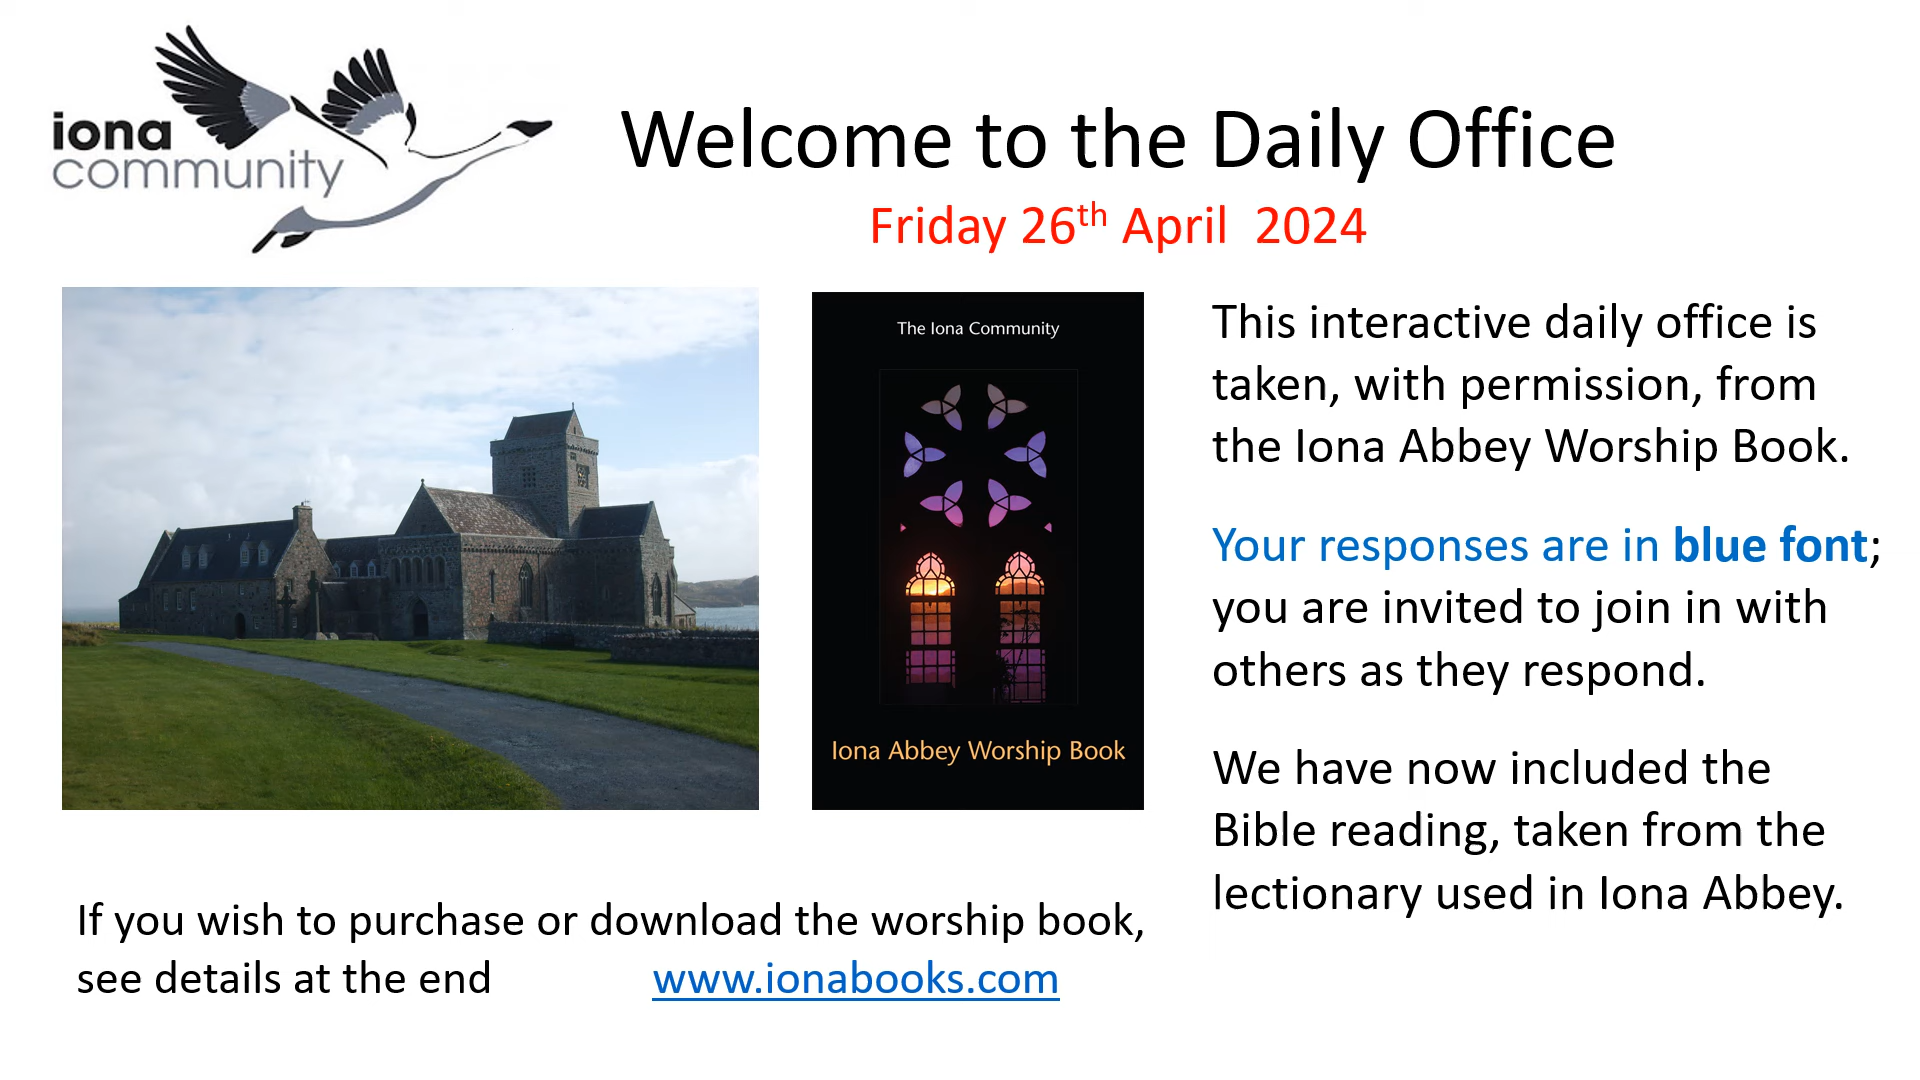 iona
community
Welcome to the Daily Office
Friday 26th April  2024
The Iona Community
Iona Abbey Worship Book
This interactive daily office is
taken, with permission, from
the Iona Abbey Worship Book.
Your responses are in blue font;
you are invited to join in with
others as they respond.
We have now included the
Bible reading, taken from the
lectionary used in Iona Abbey.
If you wish to purchase or download the worship book,
see details at the end www.ionabooks.com